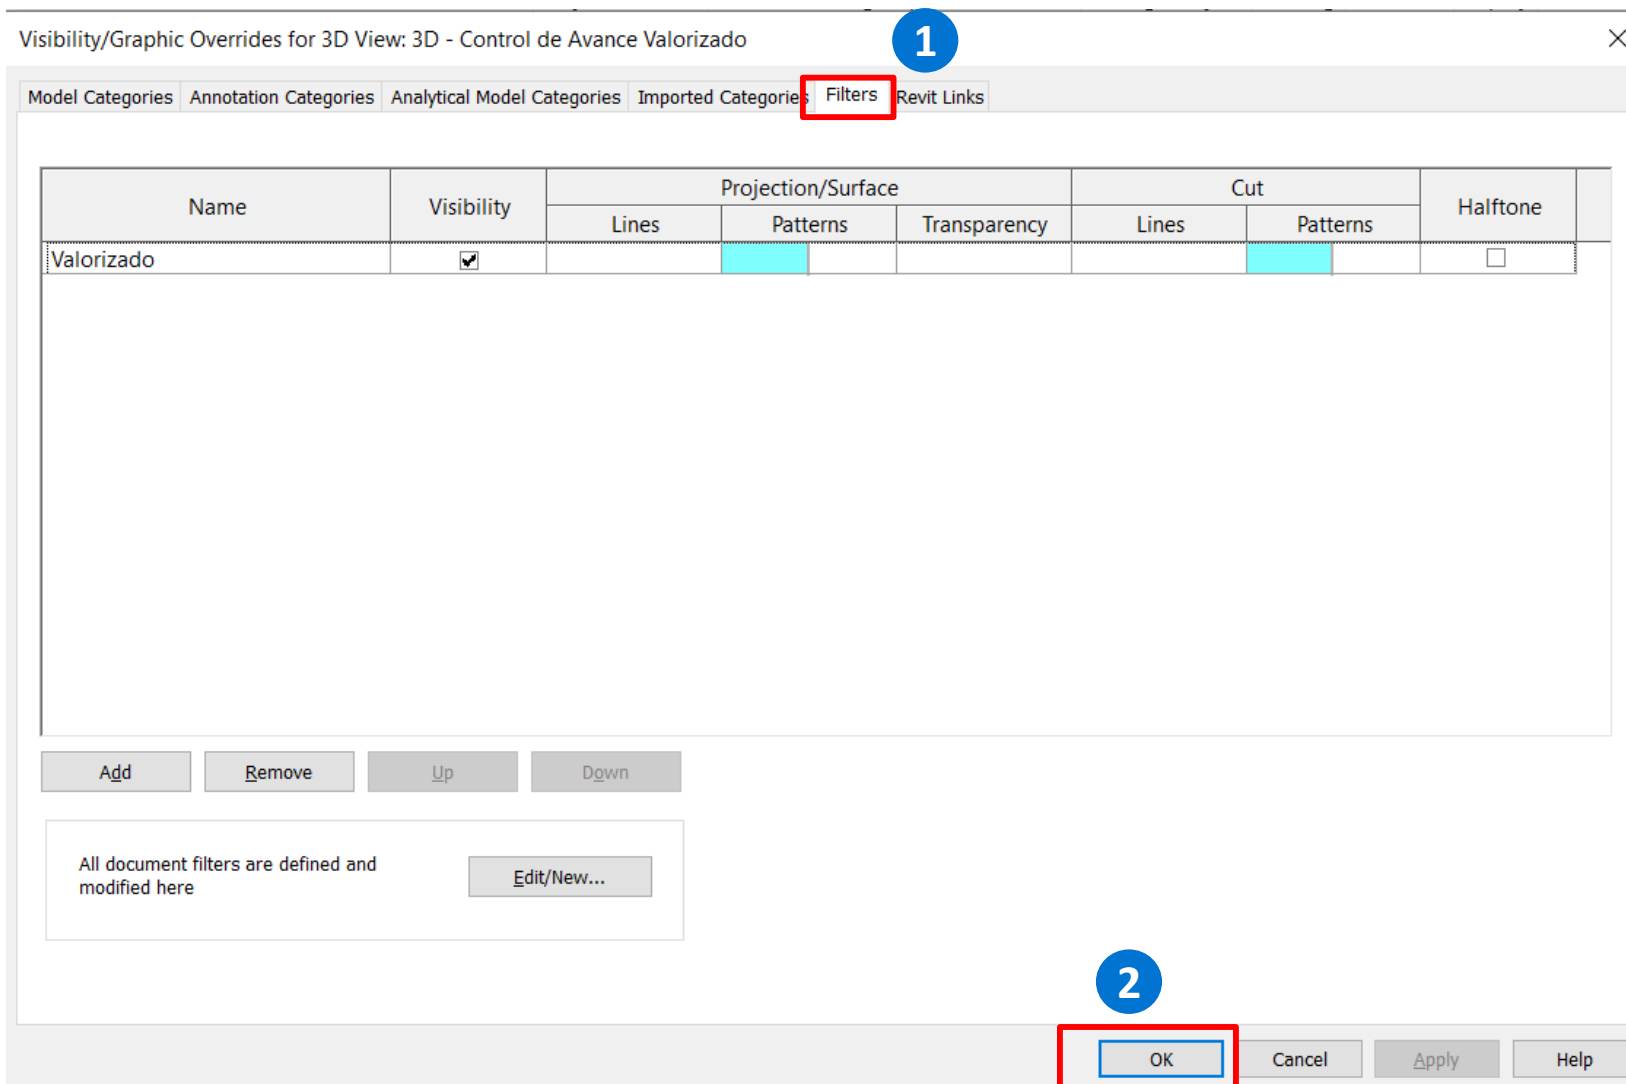 1
Visibility/Graphic Overrides for 3D View: 3D - Control de Avance Valorizado
Model Categories Annotation Categories Analytical Model Categories Imported Categories Filters Revit Links
Name Visibility Projection/Surface Cut Halftone
Lines Patterns Transparency Lines Patterns
Valorizado
Add Remove Up Down
All document filters are defined and
modified here
Edit/New...
2
OK Cancel Apply Help